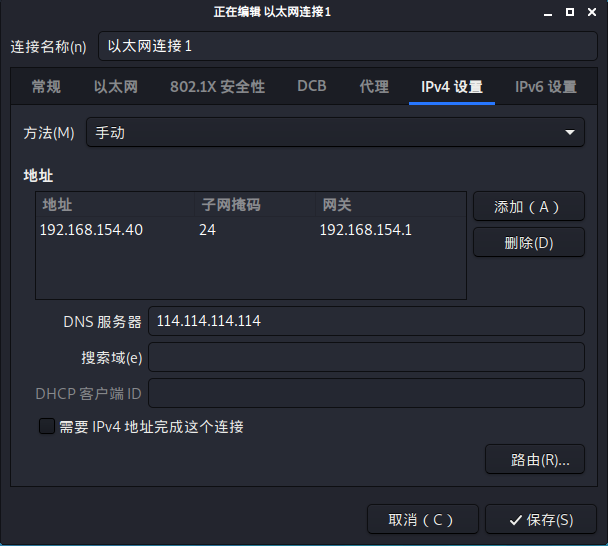 正在编辑 以太网连接 1
连接名称(n) 以太网连接 1
常规 以太网 802.1X 安全性 DCB 代理 IPv4 设置 IPv6 设置
方法(M) 手动
地址
地址 子网掩码 网关
192.168.154.40 24 192.168.154.1
添加（A）
删除(D)
DNS 服务器 114.114.114.114
搜索域(e)
DHCP 客户端 ID
需要 IPv4 地址完成这个连接
路由(R)...
取消（C） 保存(S)